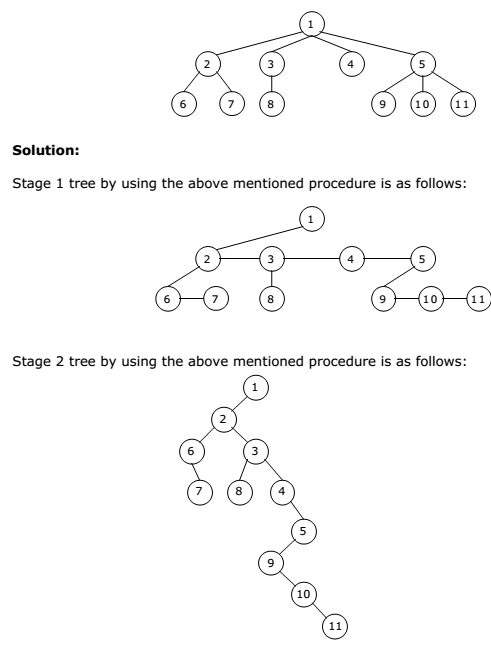 1
2 3 4 5
6 7 8 9 10 11
Solution:
Stage 1 tree by using the above mentioned procedure is as follows:
1
2 3 4 5
6 7 8 9 10 11
Stage 2 tree by using the above mentioned procedure is as follows:
1
2
6 3
7 8 4
5
9
10
11